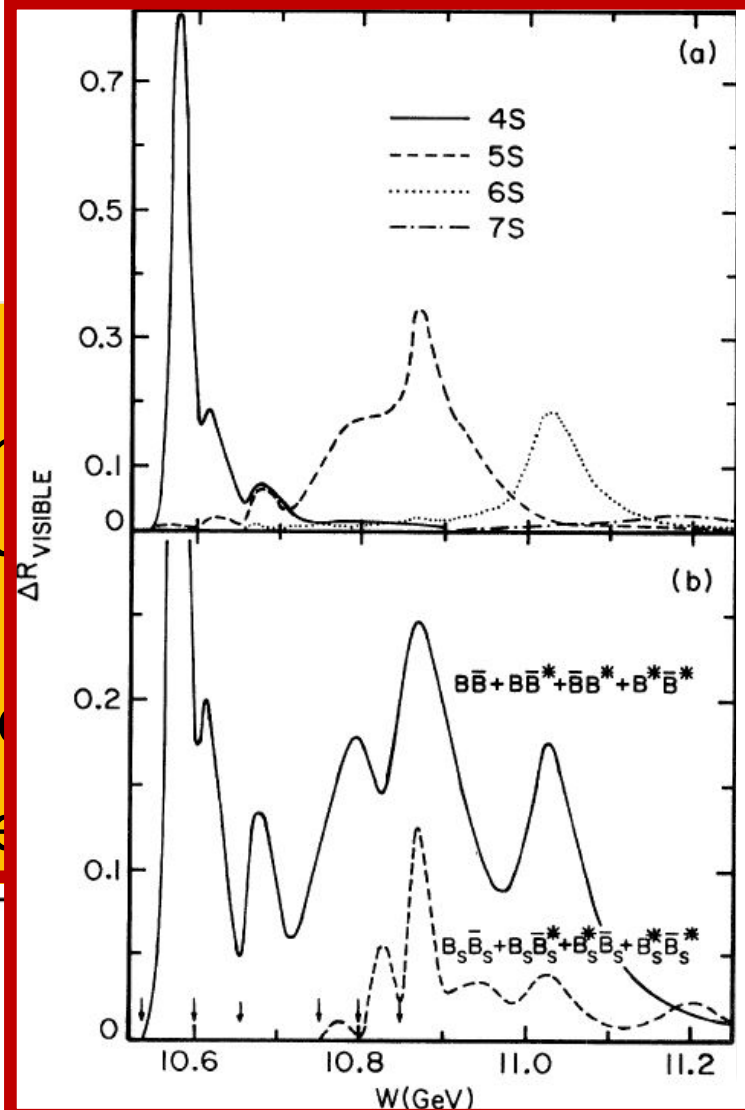 (a)
0.7
0.5
0.3
0.1
0
4S
5S
6S
7S
ΔR VISIBLE
(b)
0.2
0.1
0
BB̄ + BB̄* + B̄B* + B*B̄*
BₛB̄ₛ + BₛB̄ₛ* + Bₛ*B̄ₛ + Bₛ*B̄ₛ*
10.6 10.8 11.0 11.2
W(GeV)